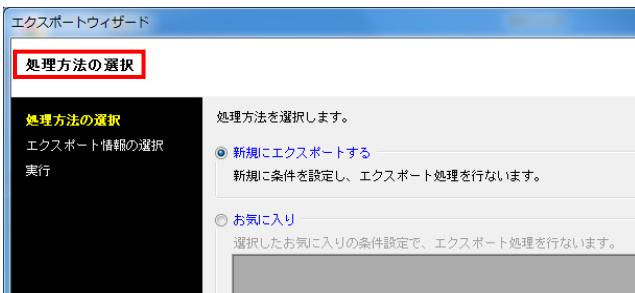 エクスポートウィザード
処理方法の選択
処理方法の選択
エクスポート情報の選択
実行
処理方法を選択します。
新規にエクスポートする
新規に条件を設定し、エクスポート処理を行ないます。
お気に入り
選択したお気に入りの条件設定で、エクスポート処理を行ないます。